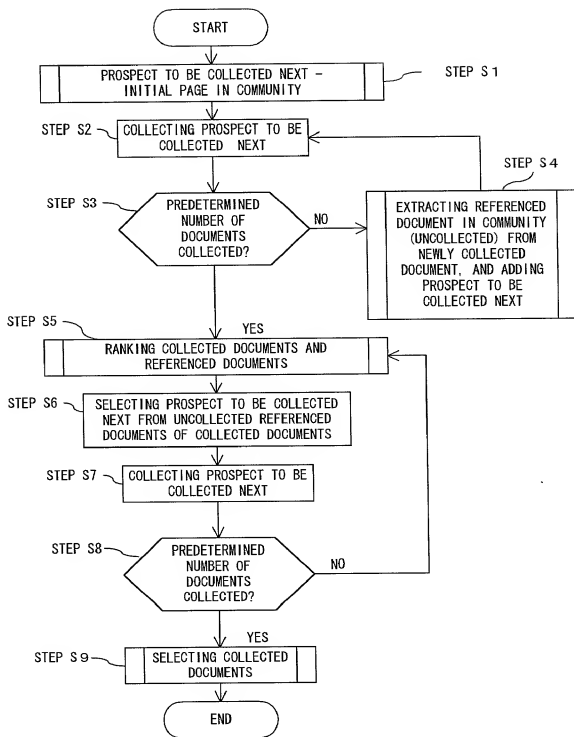 START
PROSPECT TO BE COLLECTED NEXT –
INITIAL PAGE IN COMMUNITY
STEP S1
STEP S2
COLLECTING PROSPECT TO BE
COLLECTED NEXT
STEP S3
PREDETERMINED
NUMBER OF
DOCUMENTS
COLLECTED?
NO
STEP S4
EXTRACTING REFERENCED
DOCUMENT IN COMMUNITY
(UNCOLLECTED) FROM
NEWLY COLLECTED
DOCUMENT, AND ADDING
PROSPECT TO BE
COLLECTED NEXT
YES
STEP S5
RANKING COLLECTED DOCUMENTS AND
REFERENCED DOCUMENTS
STEP S6
SELECTING PROSPECT TO BE COLLECTED
NEXT FROM UNCOLLECTED REFERENCED
DOCUMENTS OF COLLECTED DOCUMENTS
STEP S7
COLLECTING PROSPECT TO BE
COLLECTED NEXT
STEP S8
PREDETERMINED
NUMBER OF
DOCUMENTS
COLLECTED?
NO
YES
STEP S9
SELECTING COLLECTED
DOCUMENTS
END